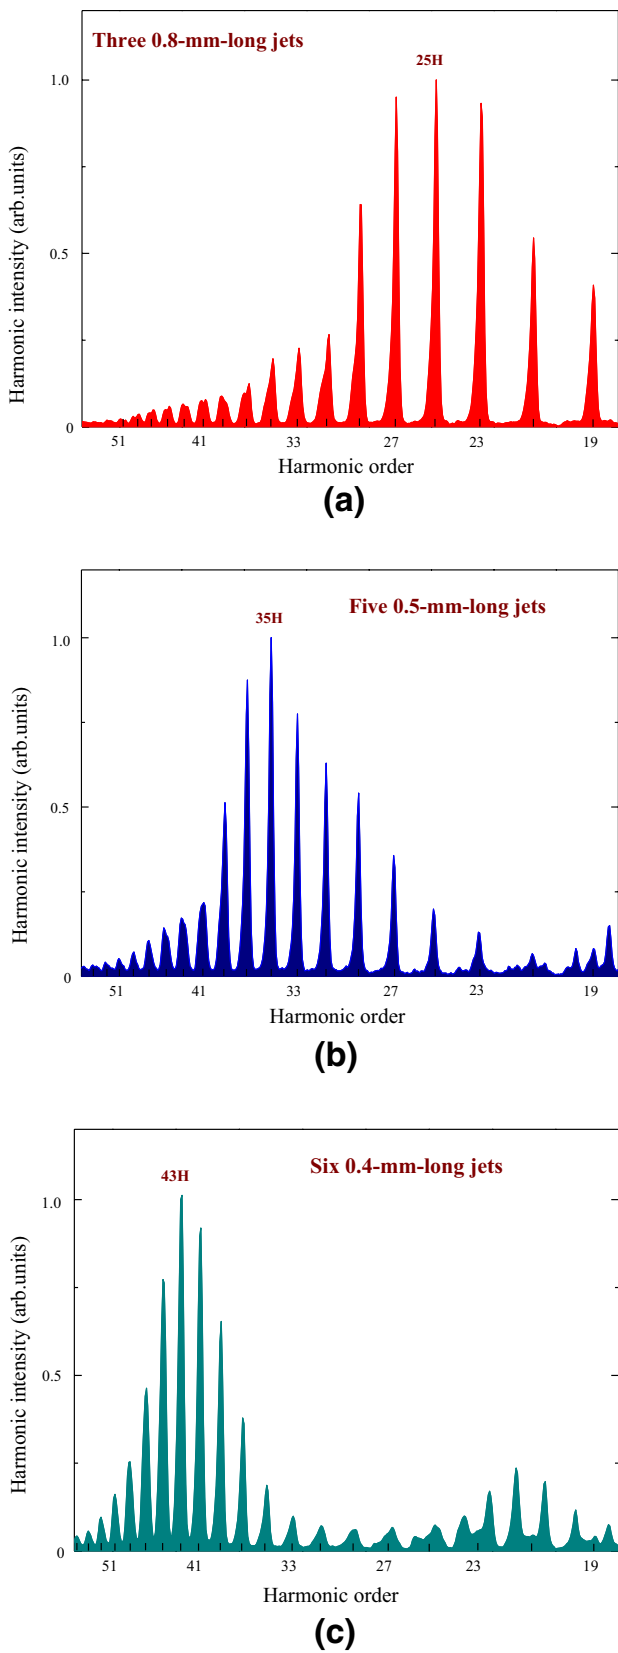 Three 0.8-mm-long jets
25H
1.0
0.5
0
Harmonic intensity (arb.units)
51 41 33 27 23 19
Harmonic order
(a)
Five 0.5-mm-long jets
35H
1.0
0.5
0
Harmonic intensity (arb.units)
51 41 33 27 23 19
Harmonic order
(b)
Six 0.4-mm-long jets
43H
1.0
0.5
0
Harmonic intensity (arb.units)
51 41 33 27 23 19
Harmonic order
(c)